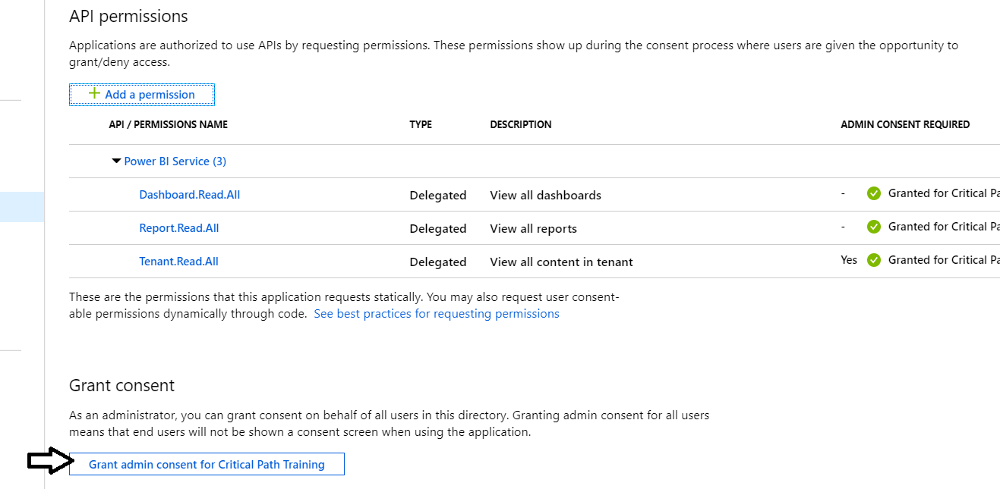 API permissions
Applications are authorized to use APIs by requesting permissions. These permissions show up during the consent process where users are given the opportunity to
grant/deny access.
Add a permission
API / PERMISSIONS NAME TYPE DESCRIPTION ADMIN CONSENT REQUIRED
Power BI Service (3)
Dashboard.Read.All Delegated View all dashboards - Granted for Critical Pa
Report.Read.All Delegated View all reports - Granted for Critical Pa
Tenant.Read.All Delegated View all content in tenant Yes Granted for Critical Pa
These are the permissions that this application requests statically. You may also request user consent-
able permissions dynamically through code. See best practices for requesting permissions
Grant consent
As an administrator, you can grant consent on behalf of all users in this directory. Granting admin consent for all users
means that end users will not be shown a consent screen when using the application.
Grant admin consent for Critical Path Training